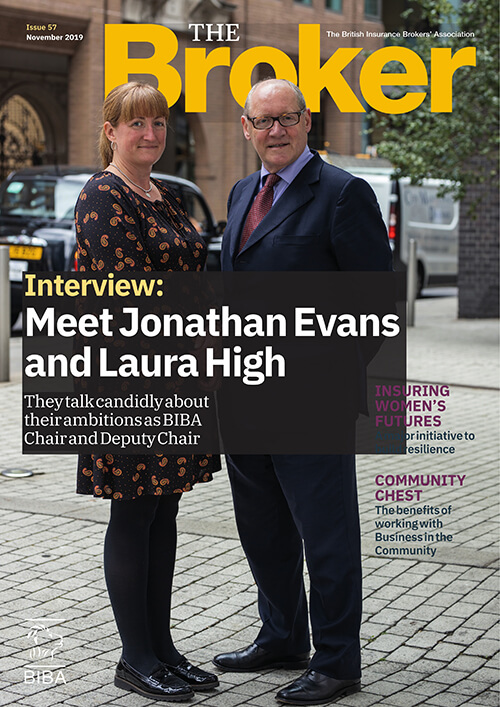 Issue 57
November 2019
THE
Broker
The British Insurance Brokers' Association
Interview:
Meet Jonathan Evans
and Laura High
They talk candidly about
their ambitions as BIBA
Chair and Deputy Chair
INSURING
WOMEN'S
FUTURES
initiative to
resilience
COMMUNITY
CHEST
The benefits of
working with
Business in the
Community
BIBA